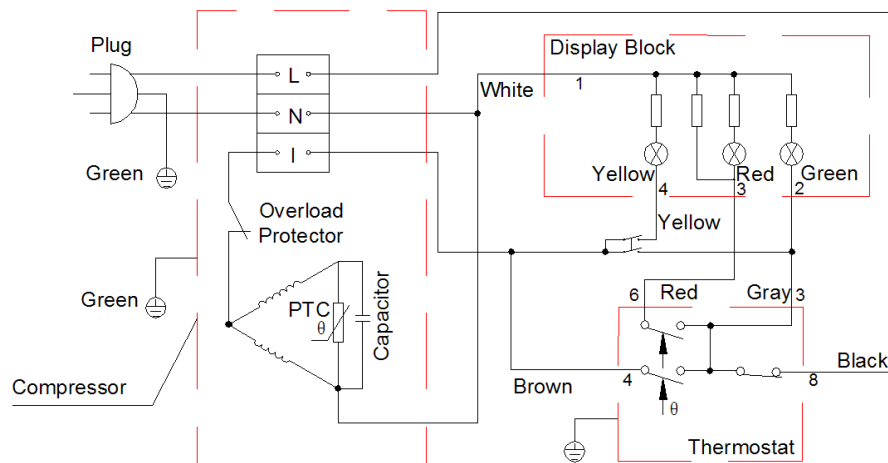 Plug
L
N
I
Green
Overload
Protector
Green
PTC
θ
Capacitor
Compressor
White
Display Block
1
Yellow
4
Red
3
Green
2
Yellow
6
Red
Gray
3
Brown
4
θ
8
Black
Thermostat